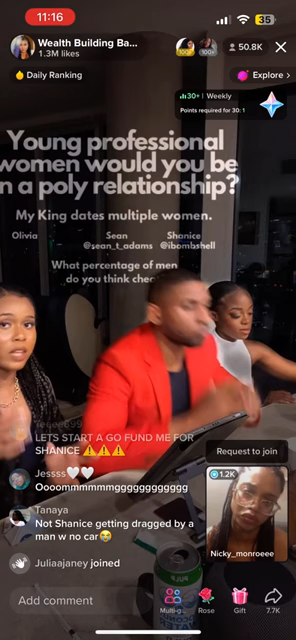 11:16
35
Wealth Building Ba...
1.3M likes
100+
50.8K
Daily Ranking
Explore >
30+ | Weekly
Points required for 30: 1
Young professional
women would you be
n a poly relationship?
My King dates multiple women.
Olivia Sean Shanice
@sean_t_adams @ibombshell
What percentage of men
do you think chea
LETS START A GO FUND ME FOR
SHANICE ⚠️⚠️⚠️
Jessss🤍🤍
Ooooommmmmmgggggggggggg
Tanaya
Not Shanice getting dragged by a
man w no car😭
Juliaajaney joined
Request to join
1.2K
Nicky_monroeee
Add comment
Multi-g...
Rose
Gift
7.7K